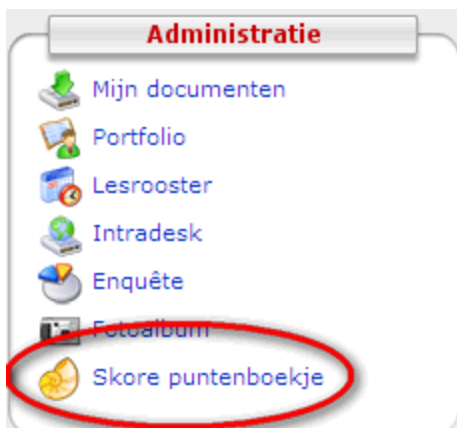 Administratie
Mijn documenten
Portfolio
Lesrooster
Intradesk
Enquête
Fotoalbum
Skore puntenboekje